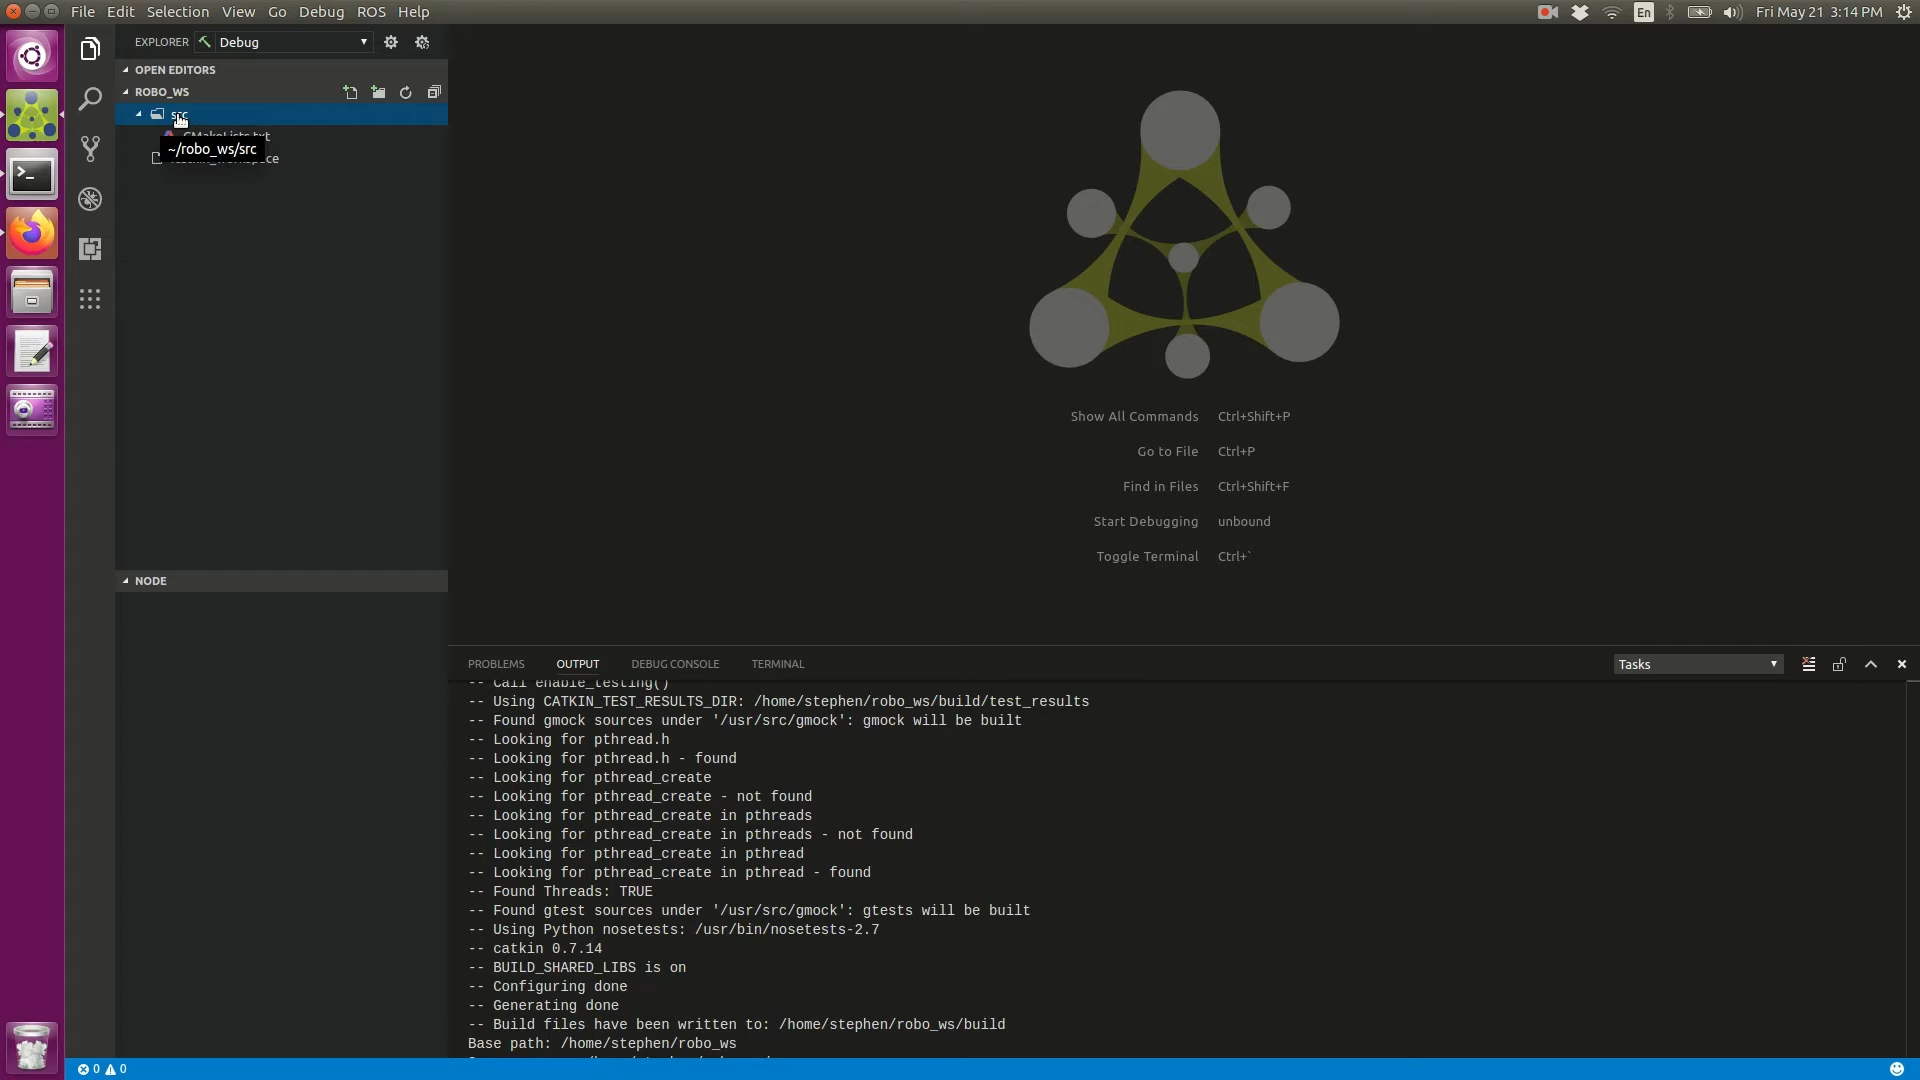 File Edit Selection View Go Debug ROS Help
En
Fri May 21 3:14 PM
EXPLORER
Debug
OPEN EDITORS
ROBO_WS
src
CMakeLists.txt
~/robo_ws/src
NODE
Show All Commands Ctrl+Shift+P
Go to File Ctrl+P
Find in Files Ctrl+Shift+F
Start Debugging unbound
Toggle Terminal Ctrl+`
PROBLEMS OUTPUT DEBUG CONSOLE TERMINAL
Tasks
-- Call enable_testing()
-- Using CATKIN_TEST_RESULTS_DIR: /home/stephen/robo_ws/build/test_results
-- Found gmock sources under '/usr/src/gmock': gmock will be built
-- Looking for pthread.h
-- Looking for pthread.h - found
-- Looking for pthread_create
-- Looking for pthread_create - not found
-- Looking for pthread_create in pthreads
-- Looking for pthread_create in pthreads - not found
-- Looking for pthread_create in pthread
-- Looking for pthread_create in pthread - found
-- Found Threads: TRUE
-- Found gtest sources under '/usr/src/gmock': gtests will be built
-- Using Python nosetests: /usr/bin/nosetests-2.7
-- catkin 0.7.14
-- BUILD_SHARED_LIBS is on
-- Configuring done
-- Generating done
-- Build files have been written to: /home/stephen/robo_ws/build
Base path: /home/stephen/robo_ws
0 0